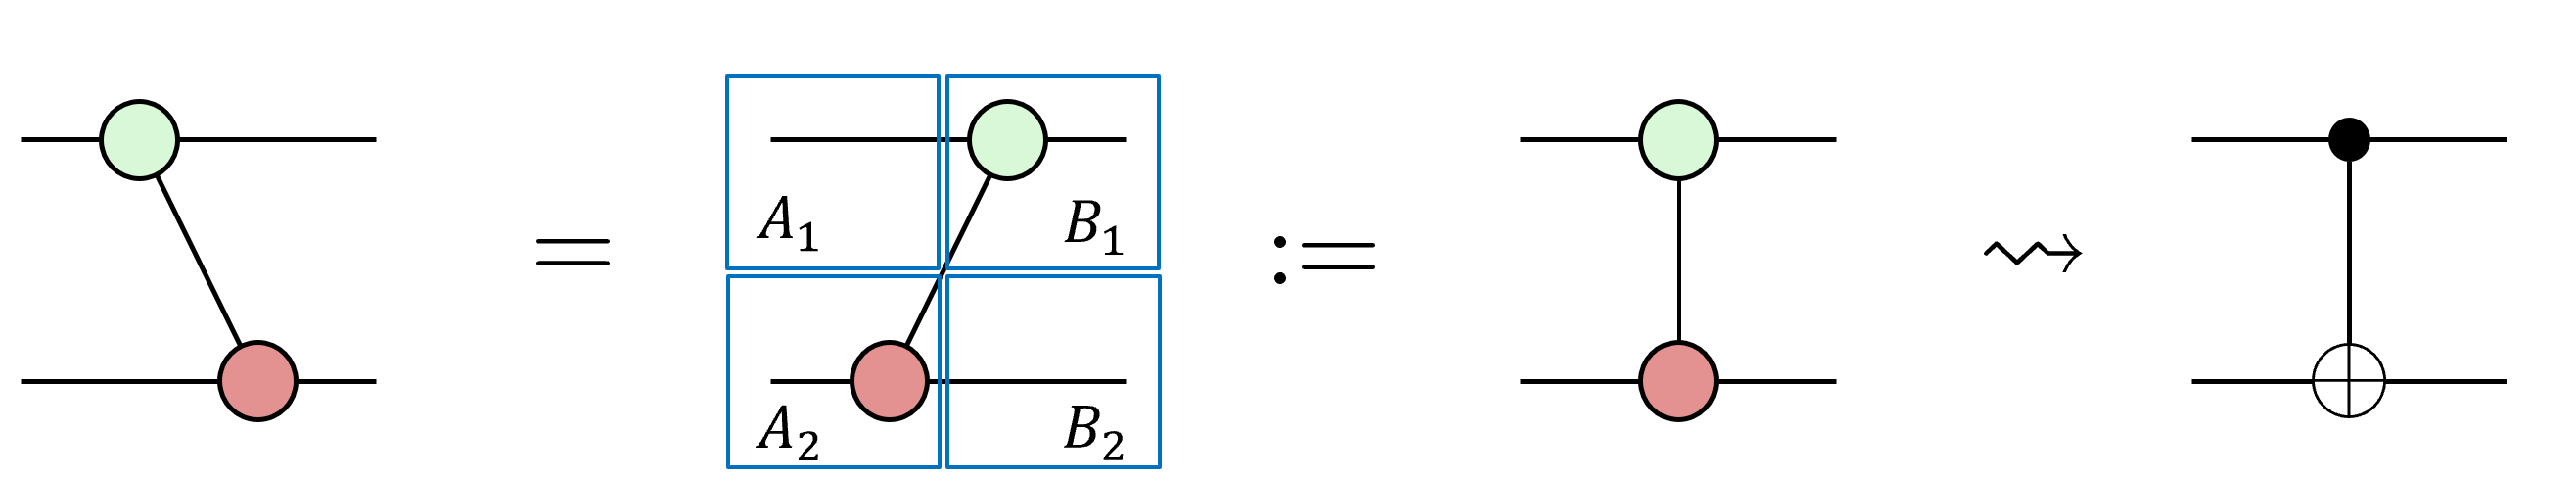 = A₁ B₁ := ⇝
A₂ B₂